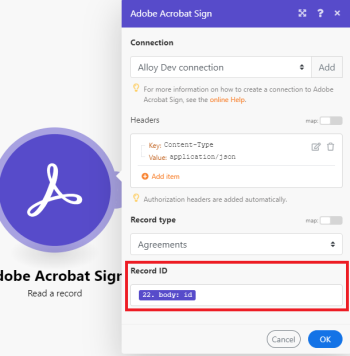 Adobe Acrobat Sign
?
Connection
Alloy Dev connection
Add
For more information on how to create a connection to Adobe
Acrobat Sign, see the online Help.
Headers
map:
Key: Content-Type
Value: application/json
Add item
Authorization headers are added automatically.
Record type
map:
Agreements
Record ID
22. body: id
Cancel
OK
dobe Acrobat Sign
Read a record